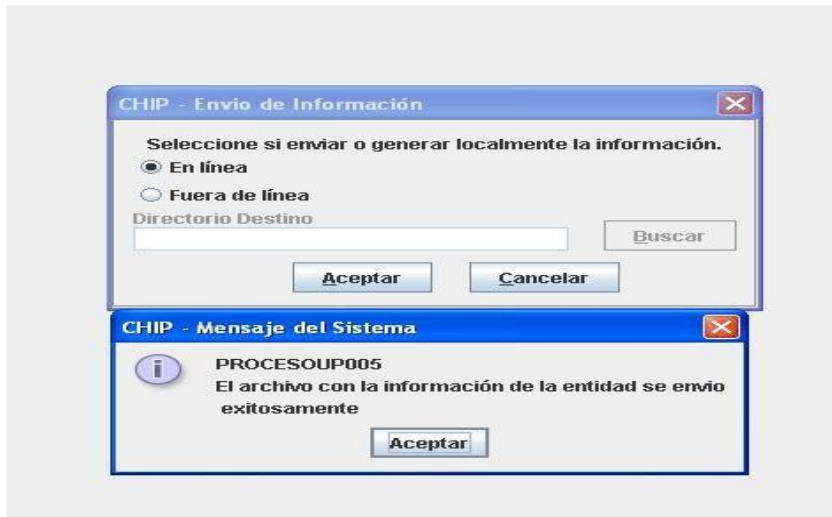 CHIP - Envio de Información
Seleccione si enviar o generar localmente la información.
En línea
Fuera de línea
Directorio Destino
Buscar
Aceptar Cancelar
CHIP - Mensaje del Sistema
PROCESOUP005
El archivo con la información de la entidad se envio
exitosamente
Aceptar